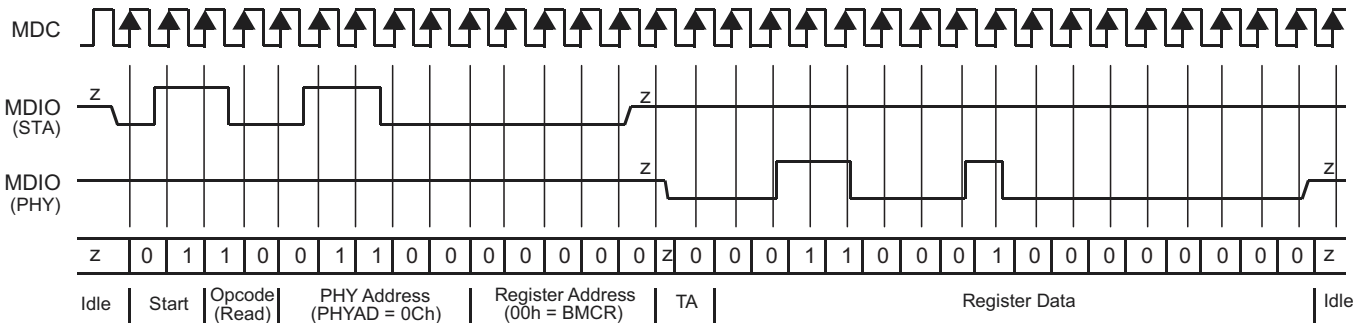 MDC
z z
MDIO
(STA)
z z
MDIO
(PHY)
z 0 1 1 0 0 1 1 0 0 0 0 0 0 0 z 0 0 0 1 1 0 0 0 1 0 0 0 0 0 0 0 0 z
Idle Start Opcode PHY Address Register Address TA Register Data Idle
(Read) (PHYAD = 0Ch) (00h = BMCR)